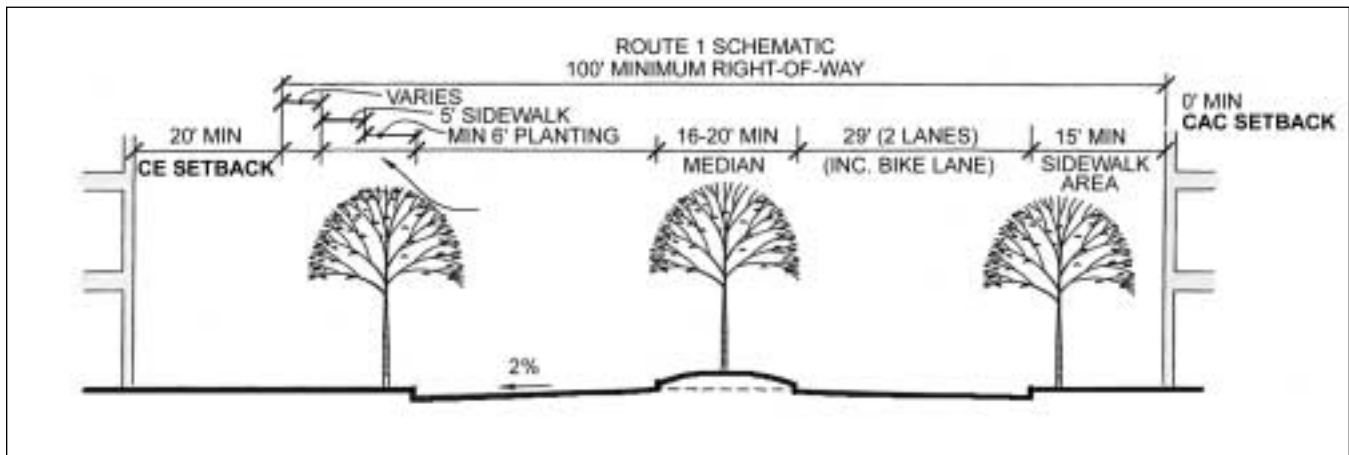 ROUTE 1 SCHEMATIC
100' MINIMUM RIGHT-OF-WAY
VARIES
5' SIDEWALK
MIN 6' PLANTING
20' MIN
CE SETBACK
16-20' MIN
MEDIAN
29' (2 LANES)
(INC. BIKE LANE)
15' MIN
SIDEWALK
AREA
0' MIN
CAC SETBACK
2%